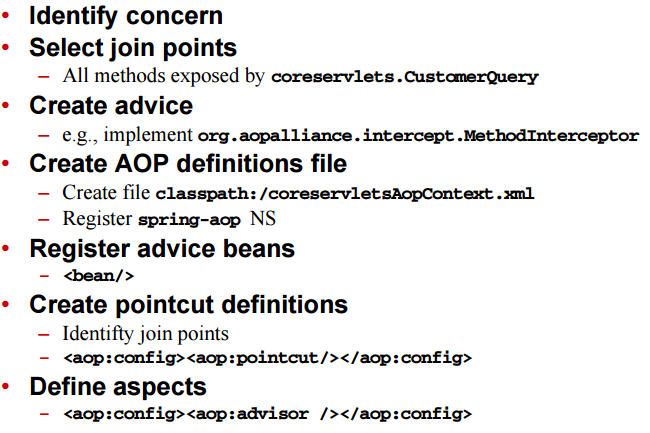 • Identify concern
• Select join points
– All methods exposed by coreservlets.CustomerQuery
• Create advice
– e.g., implement org.aopalliance.intercept.MethodInterceptor
• Create AOP definitions file
– Create file classpath:/coreservletsAopContext.xml
– Register spring-aop NS
• Register advice beans
– <bean/>
• Create pointcut definitions
– Identifty join points
– <aop:config><aop:pointcut/></aop:config>
• Define aspects
– <aop:config><aop:advisor /></aop:config>